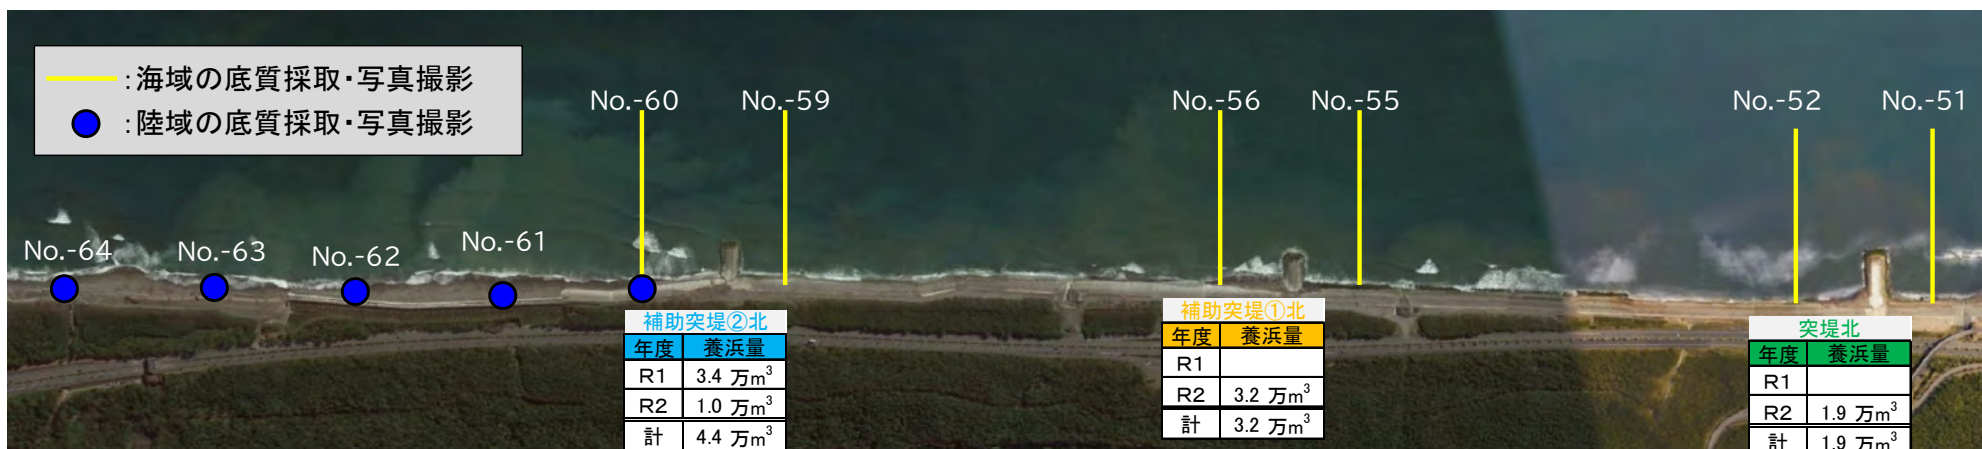 :海域の底質採取・写真撮影
:陸域の底質採取・写真撮影
No.-60
No.-59
No.-56
No.-55
No.-52
No.-51
No.-64
No.-63
No.-62
No.-61
補助突堤②北
年度 養浜量
R1 3.4 万m³
R2 1.0 万m³
計 4.4 万m³
補助突堤①北
年度 養浜量
R1
R2 3.2 万m³
計 3.2 万m³
突堤北
年度 養浜量
R1
R2 1.9 万m³
計 1.9 万m³